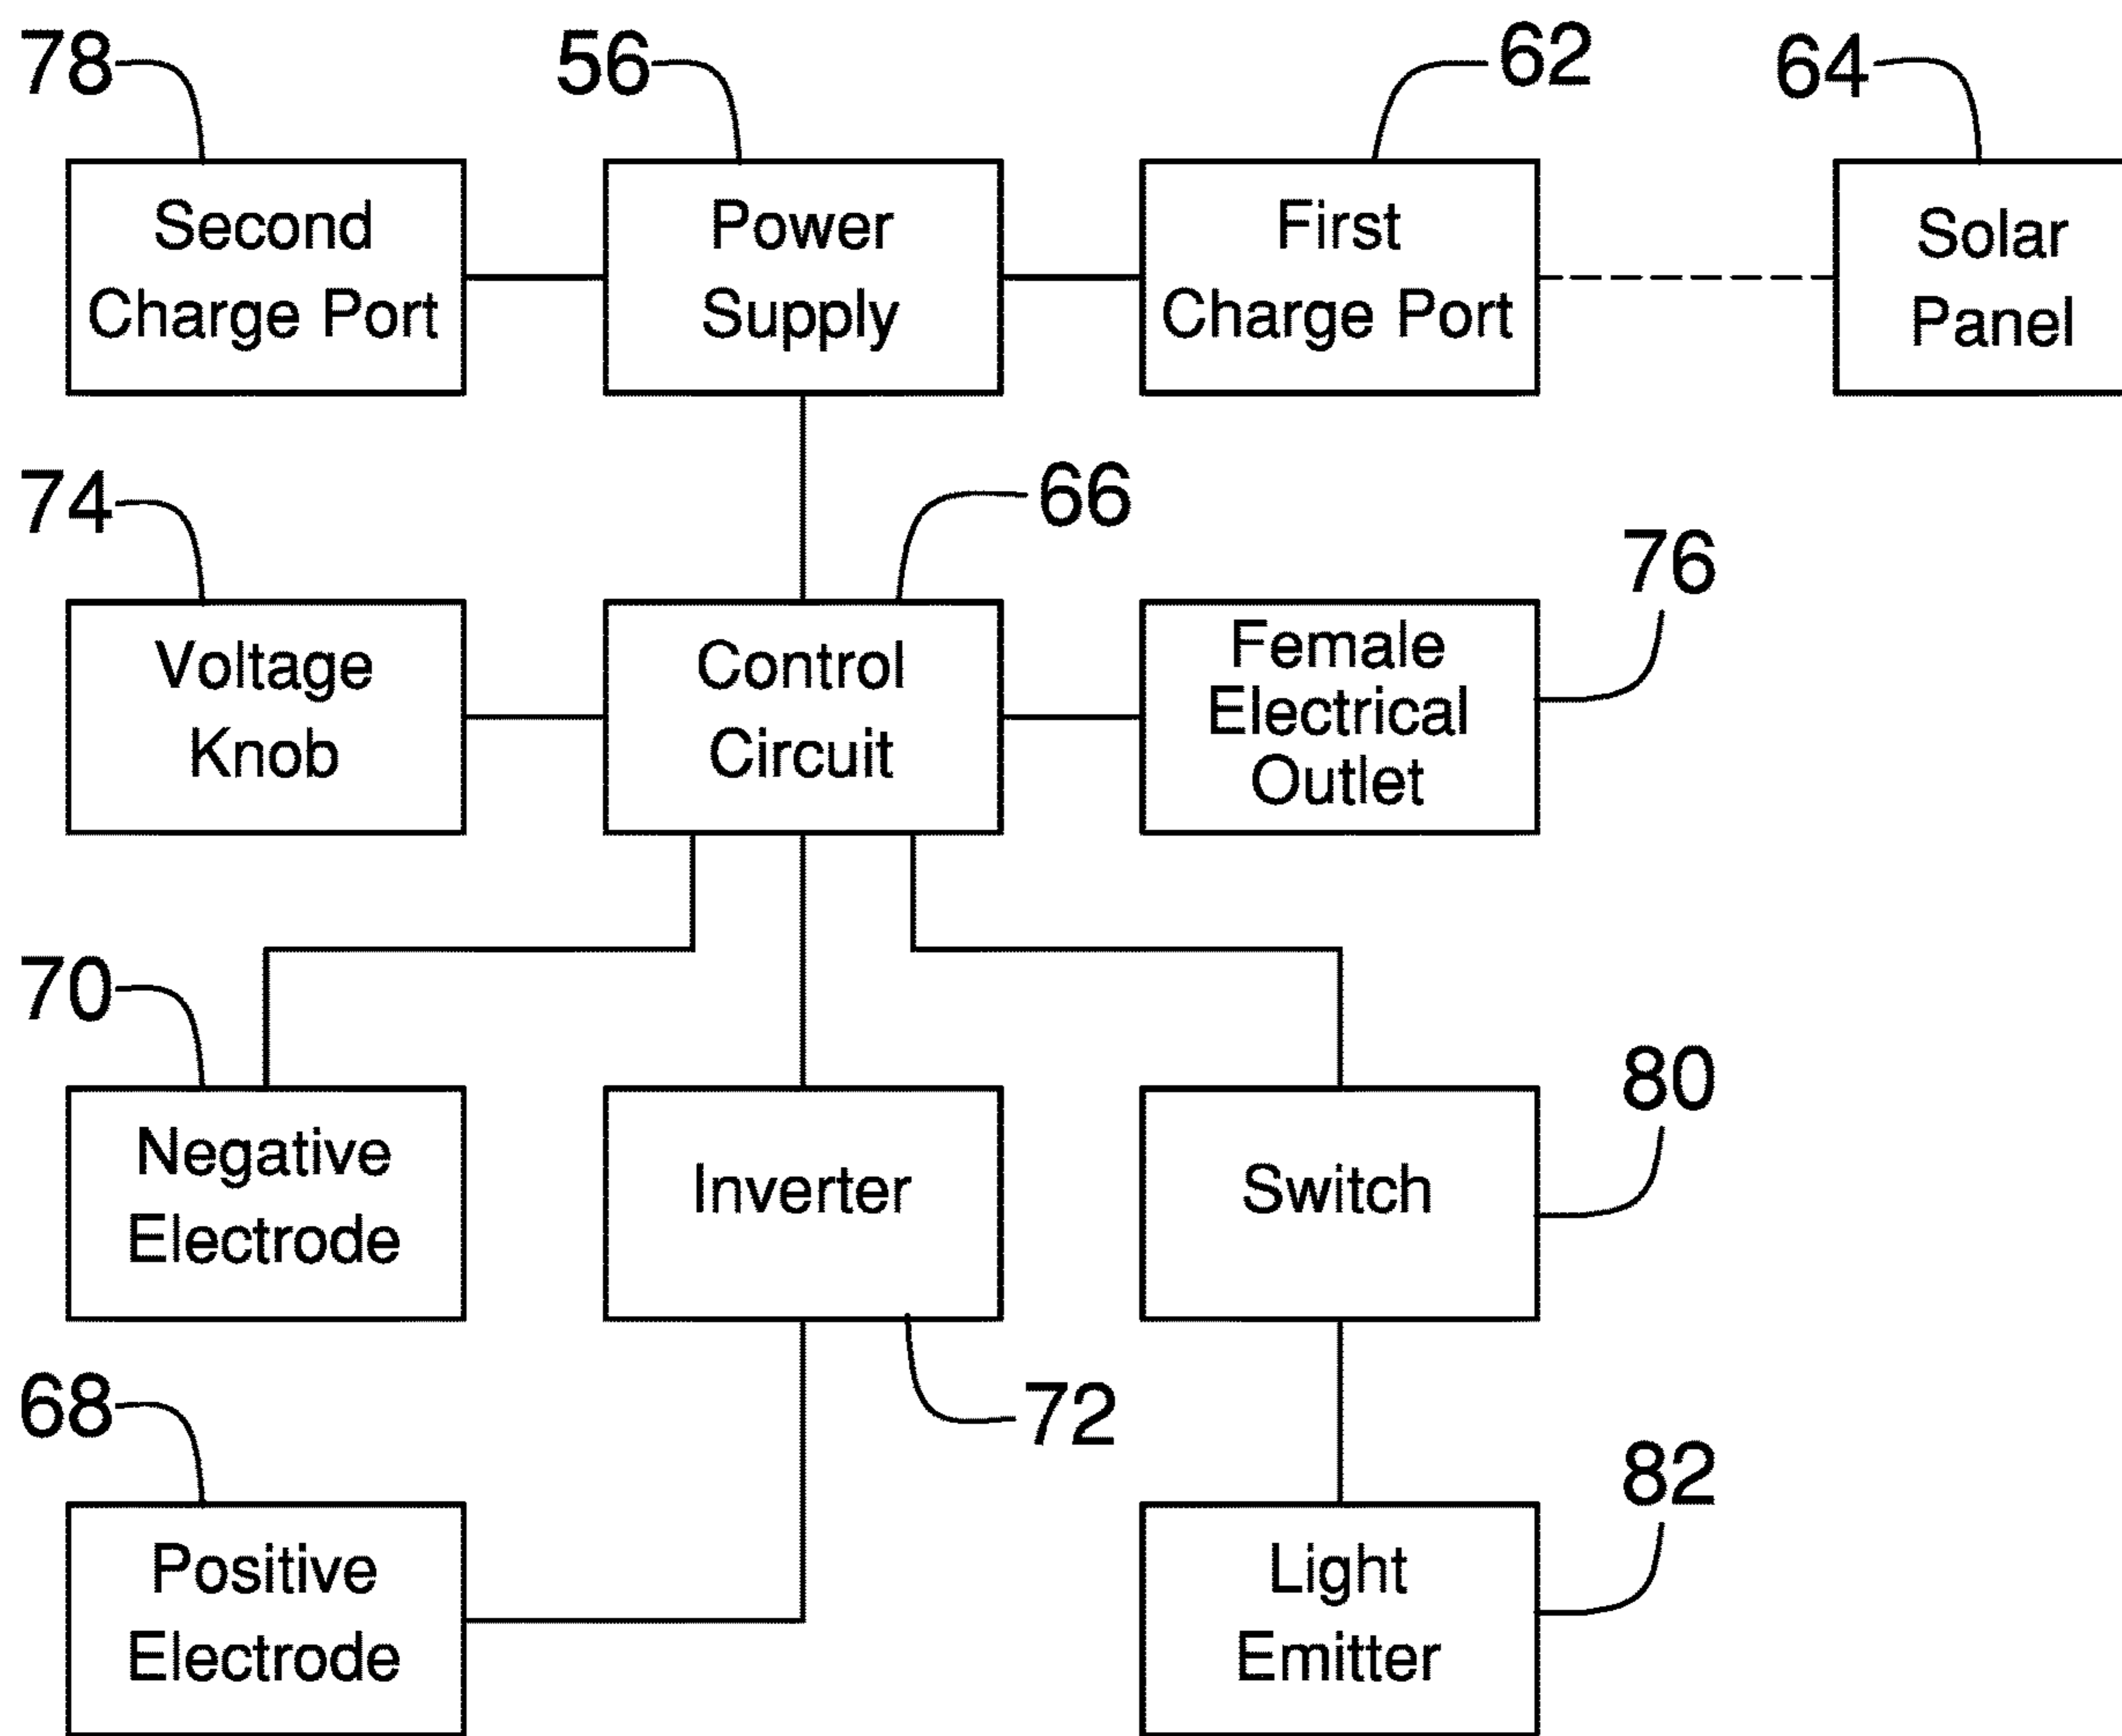 78
56
62
64
Second
Charge Port
Power
Supply
First
Charge Port
Solar
Panel
74
66
76
Voltage
Knob
Control
Circuit
Female
Electrical
Outlet
70
80
Negative
Electrode
Inverter
Switch
68
72
82
Positive
Electrode
Light
Emitter